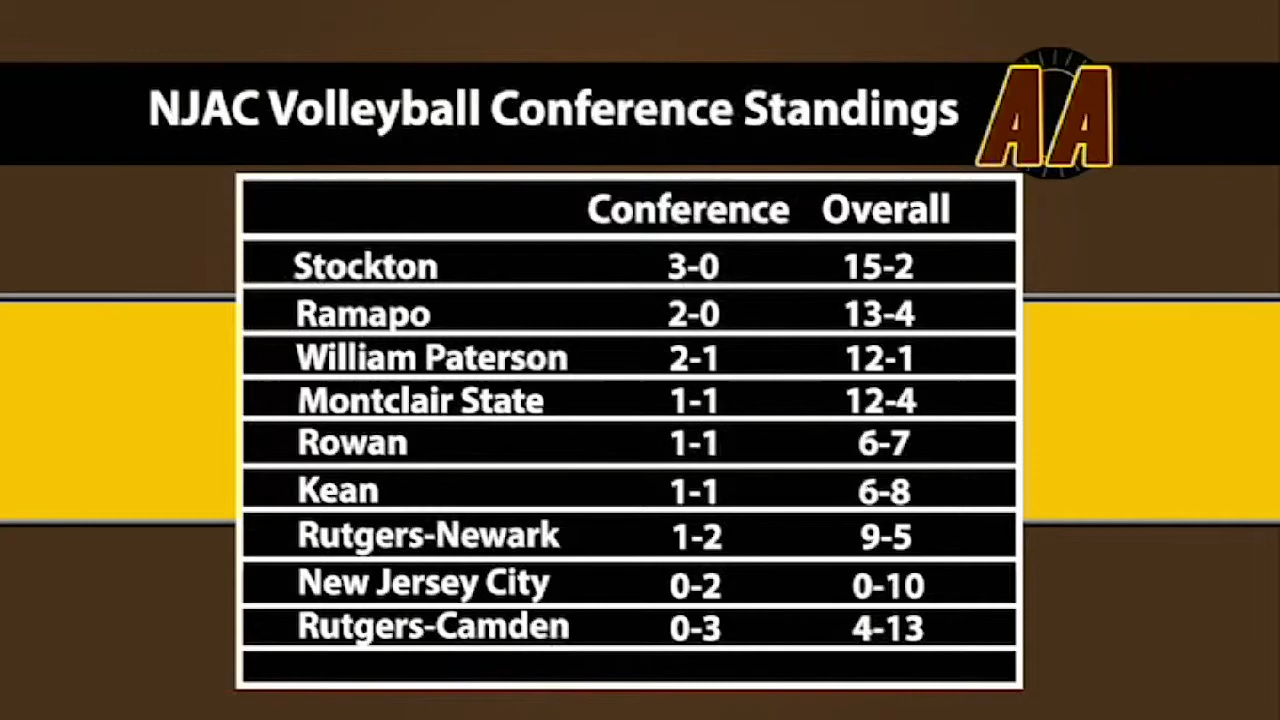 NJAC Volleyball Conference Standings AA
Conference Overall
Stockton 3-0 15-2
Ramapo 2-0 13-4
William Paterson 2-1 12-1
Montclair State 1-1 12-4
Rowan 1-1 6-7
Kean 1-1 6-8
Rutgers-Newark 1-2 9-5
New Jersey City 0-2 0-10
Rutgers-Camden 0-3 4-13